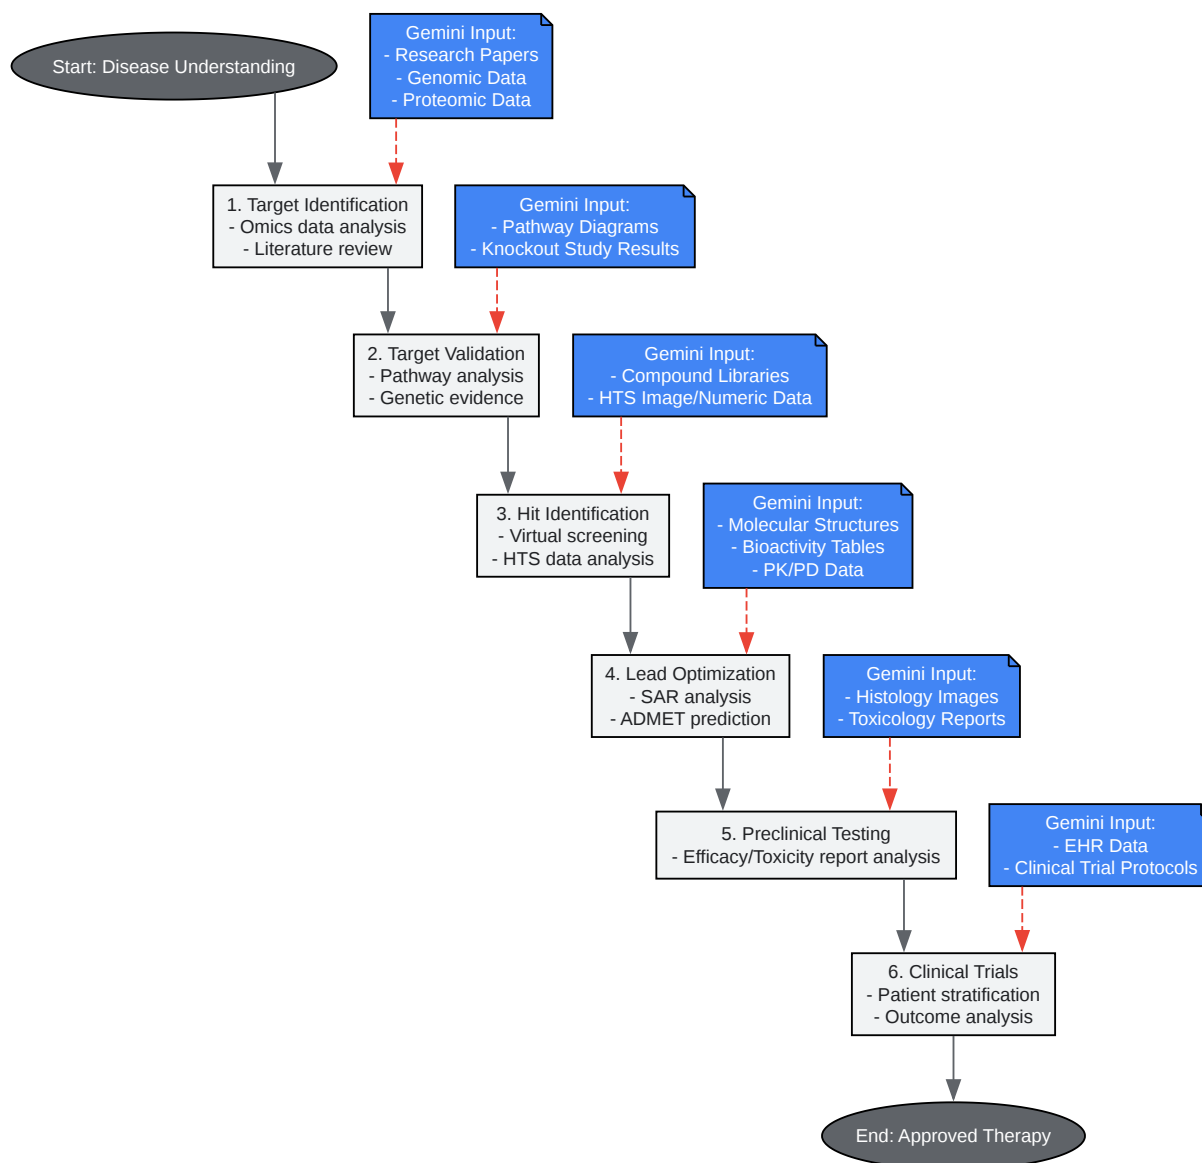 Start: Disease Understanding
Gemini Input:
- Research Papers
- Genomic Data
- Proteomic Data
1. Target Identification
- Omics data analysis
- Literature review
Gemini Input:
- Pathway Diagrams
- Knockout Study Results
2. Target Validation
- Pathway analysis
- Genetic evidence
Gemini Input:
- Compound Libraries
- HTS Image/Numeric Data
3. Hit Identification
- Virtual screening
- HTS data analysis
Gemini Input:
- Molecular Structures
- Bioactivity Tables
- PK/PD Data
4. Lead Optimization
- SAR analysis
- ADMET prediction
Gemini Input:
- Histology Images
- Toxicology Reports
5. Preclinical Testing
- Efficacy/Toxicity report analysis
Gemini Input:
- EHR Data
- Clinical Trial Protocols
6. Clinical Trials
- Patient stratification
- Outcome analysis
End: Approved Therapy